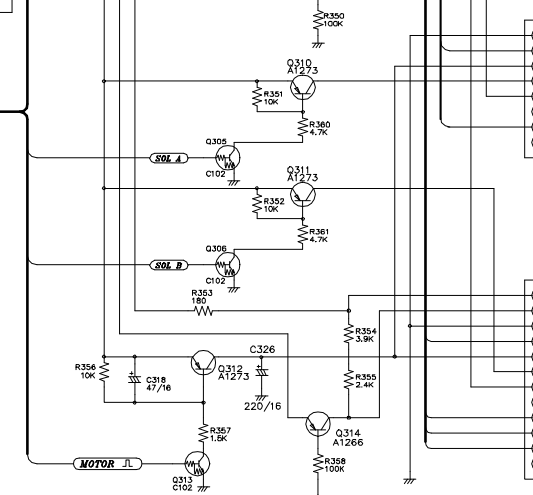 R350
100K
Q310
A1273
R351
10K
R360
4.7K
Q305
SOL A
C102
Q311
A1273
R352
10K
R361
4.7K
Q306
SOL B
C102
R353
180
R354
3.9K
C326
R356
10K
C318
47/16
Q312
A1273
R355
2.4K
220/16
R357
1.5K
Q314
A1266
MOTOR
R358
100K
Q313
C102